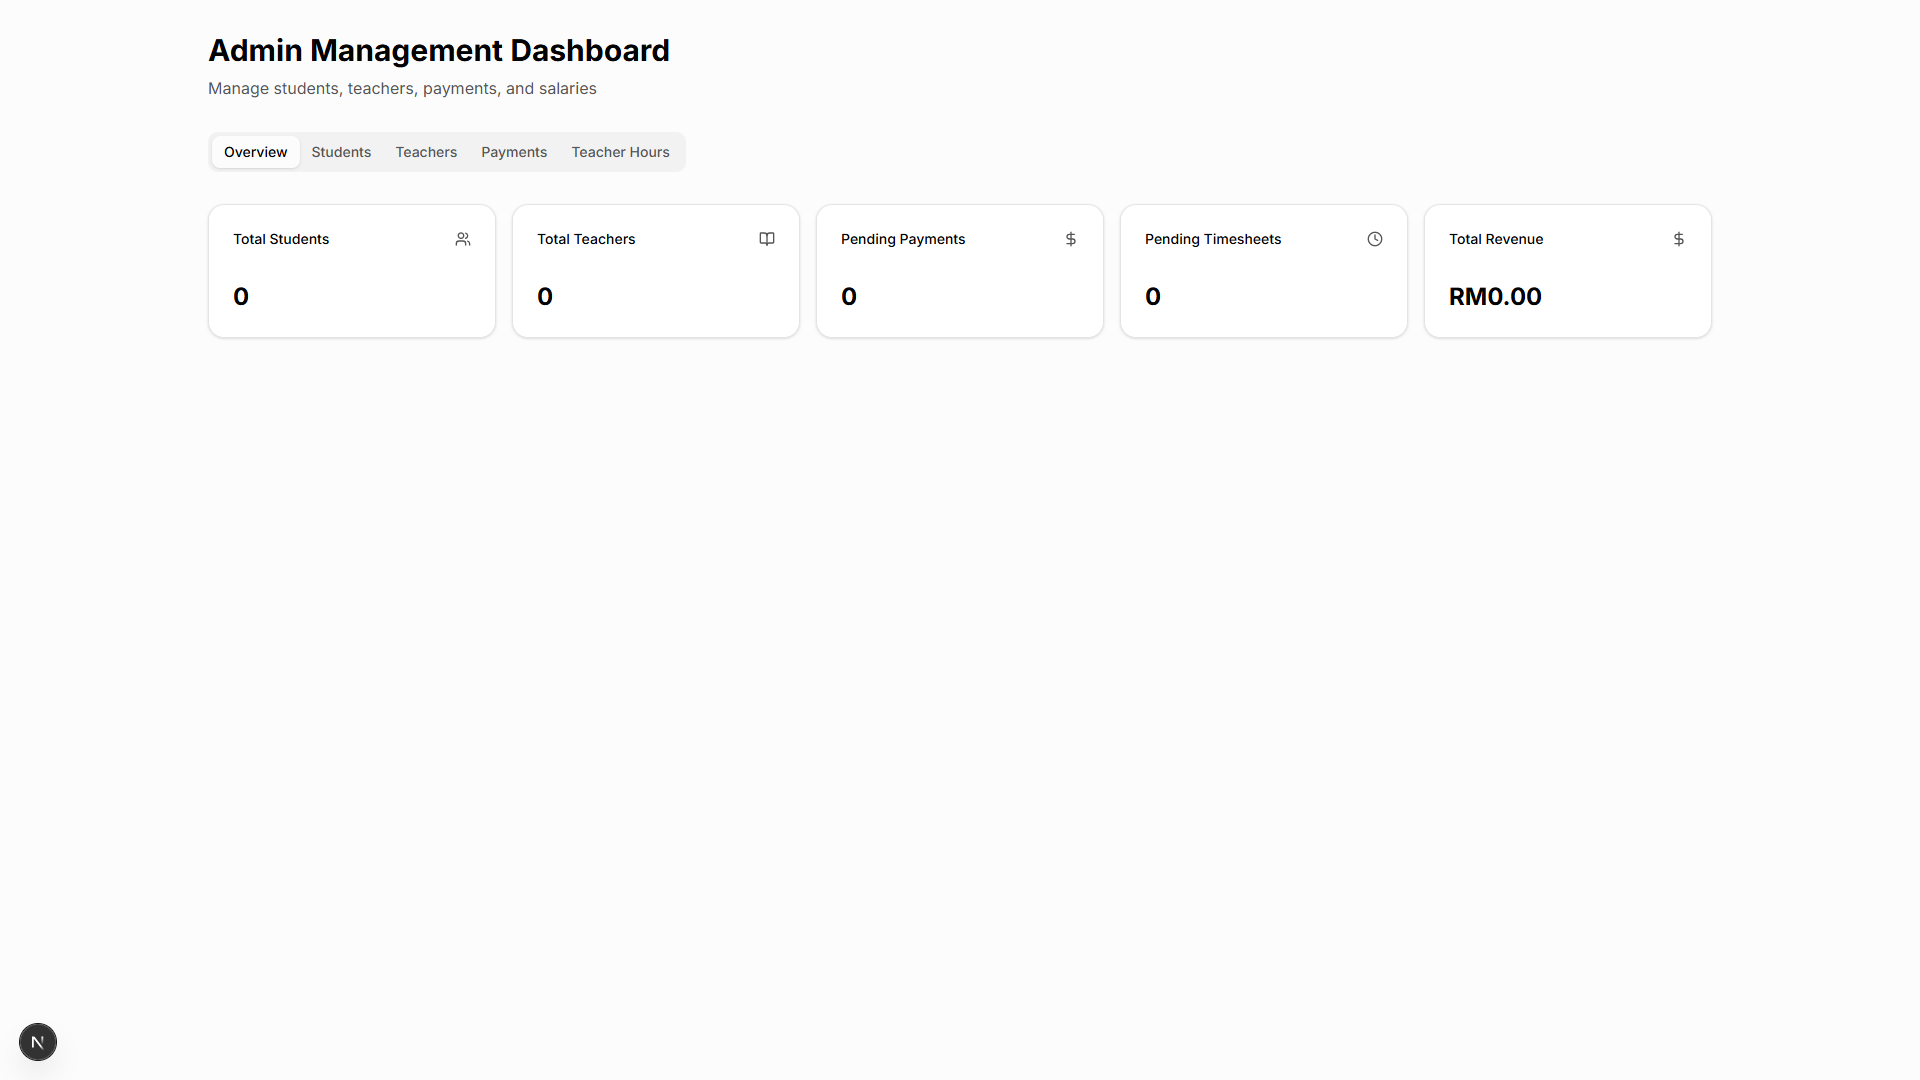 Admin Management Dashboard
Manage students, teachers, payments, and salaries
Overview Students Teachers Payments Teacher Hours
Total Students
0
Total Teachers
0
Pending Payments
$
0
Pending Timesheets
0
Total Revenue
$
RM0.00
N